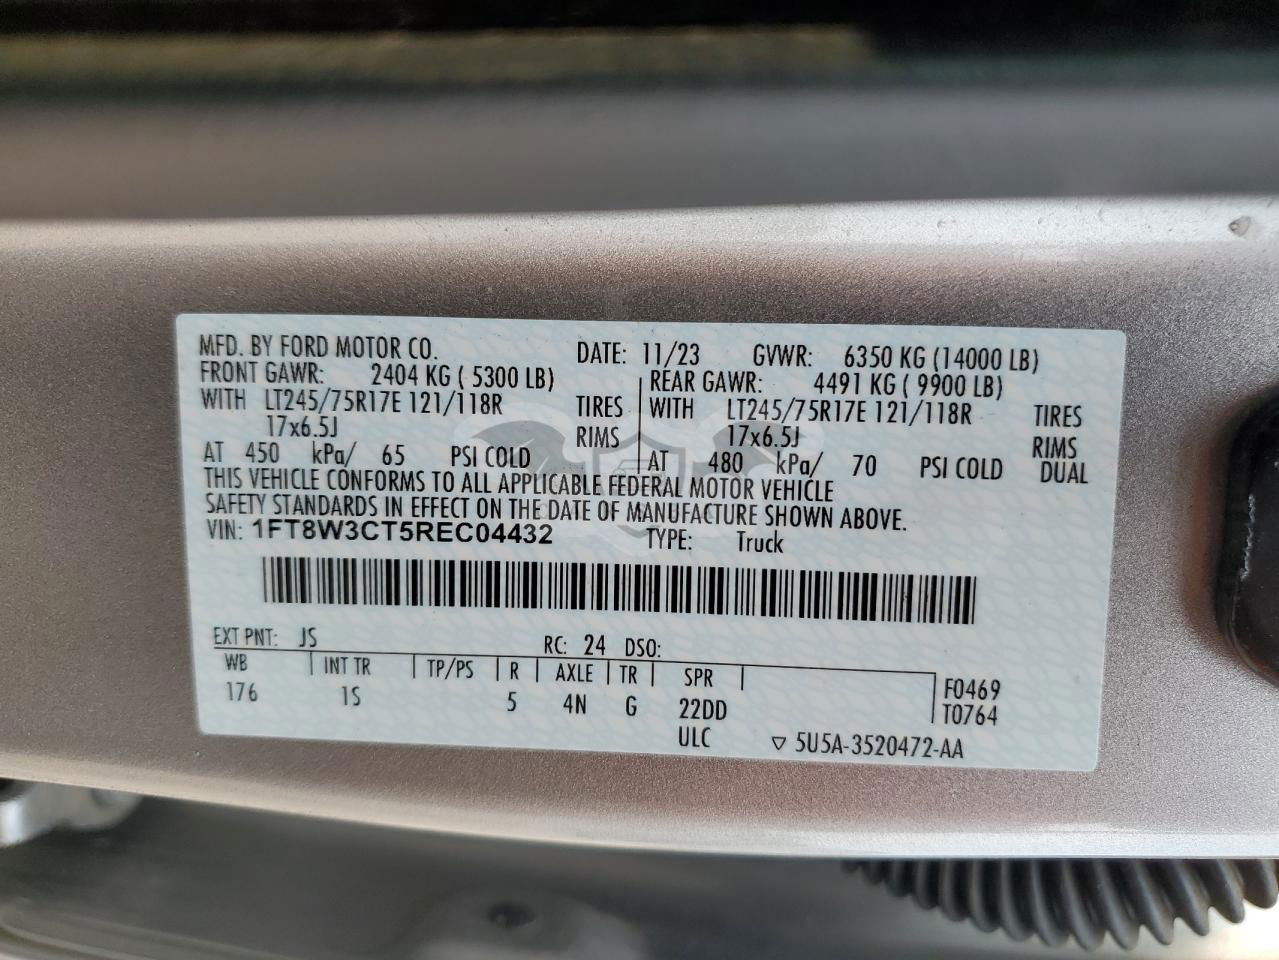 MFD. BY FORD MOTOR CO. DATE: 11/23 GVWR: 6350 KG (14000 LB)
FRONT GAWR: 2404 KG ( 5300 LB) REAR GAWR: 4491 KG ( 9900 LB)
WITH LT245/75R17E 121/118R TIRES WITH LT245/75R17E 121/118R TIRES
17x6.5J RIMS 17x6.5J RIMS
AT 450 kPa/ 65 PSI COLD AT 480 kPa/ 70 PSI COLD DUAL
THIS VEHICLE CONFORMS TO ALL APPLICABLE FEDERAL MOTOR VEHICLE
SAFETY STANDARDS IN EFFECT ON THE DATE OF MANUFACTURE SHOWN ABOVE.
VIN: 1FT8W3CT5REC04432 TYPE: Truck
EXT PNT: JS RC: 24 DSO:
WB INT TR TP/PS R AXLE TR SPR F0469
176 1S 5 4N G 22DD T0764
ULC ▽ 5U5A-3520472-AA